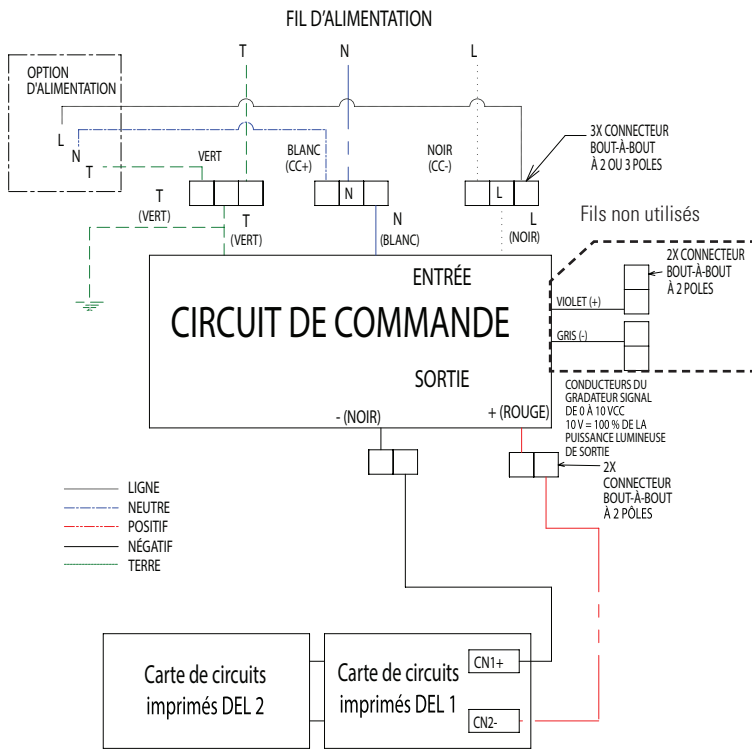 FIL D'ALIMENTATION
T
N
L
OPTION
D'ALIMENTATION
L
N
T
VERT
BLANC
(CC+)
NOIR
(CC-)
3X CONNECTEUR
BOUT-À-BOUT
À 2 OU 3 POLES
N
L
T
(VERT)
T
(VERT)
N
(BLANC)
L
(NOIR)
Fils non utilisés
2X CONNECTEUR
BOUT-À-BOUT
À 2 POLES
VIOLET (+)
GRIS (-)
ENTRÉE
CIRCUIT DE COMMANDE
SORTIE
- (NOIR)
+ (ROUGE)
CONDUCTEURS DU
GRADATEUR SIGNAL
DE 0 À 10 VCC
10 V = 100 % DE LA
PUISSANCE LUMINEUSE
DE SORTIE
2X
CONNECTEUR
BOUT-À-BOUT
À 2 PÔLES
LIGNE
NEUTRE
POSITIF
NÉGATIF
TERRE
Carte de circuits
imprimés DEL 2
Carte de circuits
imprimés DEL 1
CN1+
CN2-